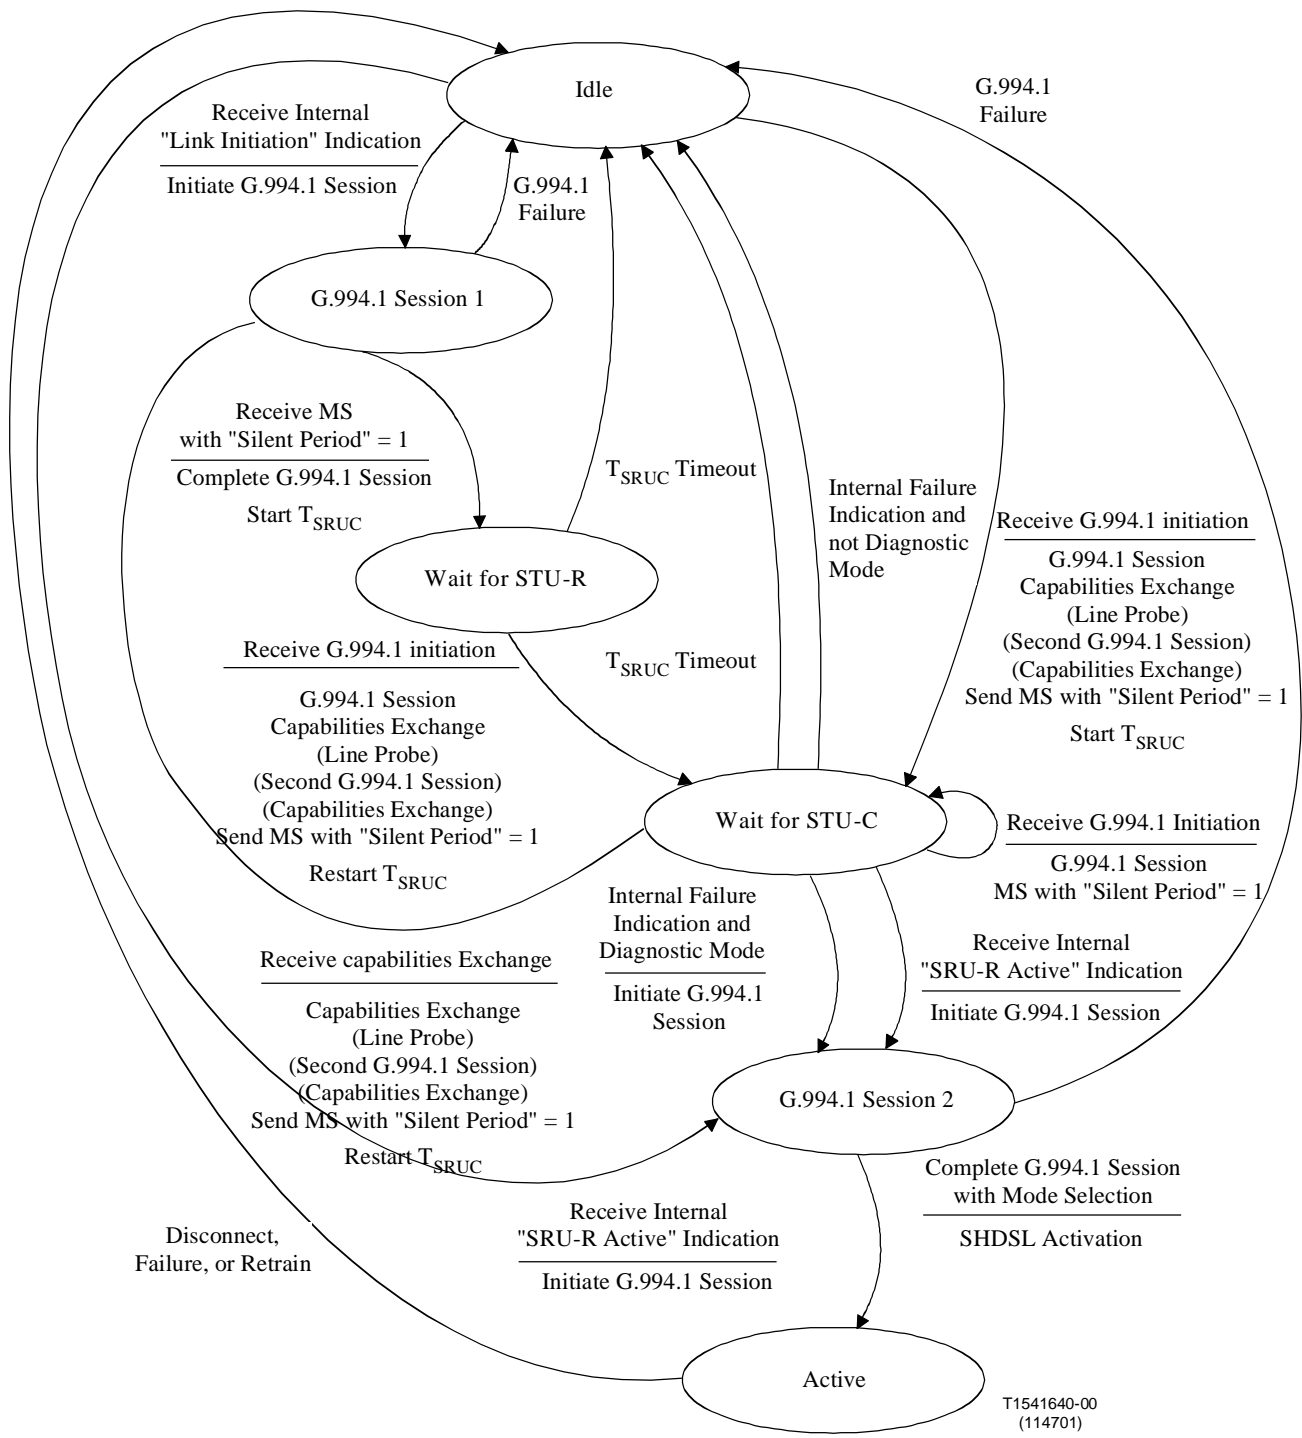 Idle
G.994.1
Failure
Receive Internal
"Link Initiation" Indication
Initiate G.994.1 Session
G.994.1
Failure
G.994.1 Session 1
Receive MS
with "Silent Period" = 1
Complete G.994.1 Session
Start TSRUC
TSRUC Timeout
Internal Failure
Indication and
not Diagnostic
Mode
Receive G.994.1 initiation
G.994.1 Session
Capabilities Exchange
(Line Probe)
(Second G.994.1 Session)
(Capabilities Exchange)
Send MS with "Silent Period" = 1
Start TSRUC
Wait for STU-R
Receive G.994.1 initiation
G.994.1 Session
Capabilities Exchange
(Line Probe)
(Second G.994.1 Session)
(Capabilities Exchange)
Send MS with "Silent Period" = 1
Restart TSRUC
TSRUC Timeout
Wait for STU-C
Receive G.994.1 Initiation
G.994.1 Session
MS with "Silent Period" = 1
Internal Failure
Indication and
Diagnostic Mode
Initiate G.994.1
Session
Receive Internal
"SRU-R Active" Indication
Initiate G.994.1 Session
Receive capabilities Exchange
Capabilities Exchange
(Line Probe)
(Second G.994.1 Session)
(Capabilities Exchange)
Send MS with "Silent Period" = 1
Restart TSRUC
G.994.1 Session 2
Complete G.994.1 Session
with Mode Selection
SHDSL Activation
Receive Internal
"SRU-R Active" Indication
Initiate G.994.1 Session
Disconnect,
Failure, or Retrain
Active
T1541640-00
(114701)